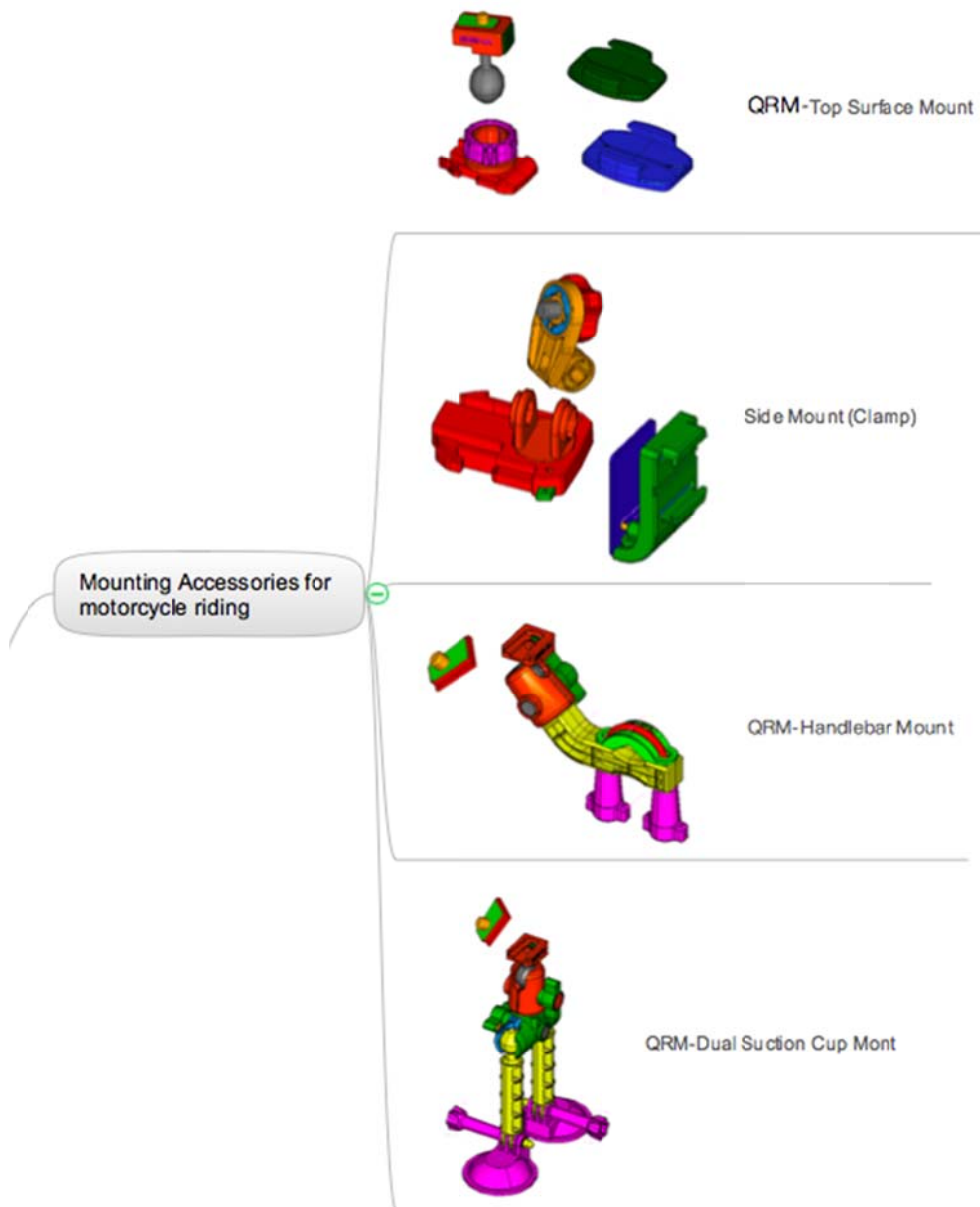 QRM-Top Surface Mount
Side Mount (Clamp)
Mounting Accessories for
motorcycle riding
QRM-Handlebar Mount
QRM-Dual Suction Cup Mont